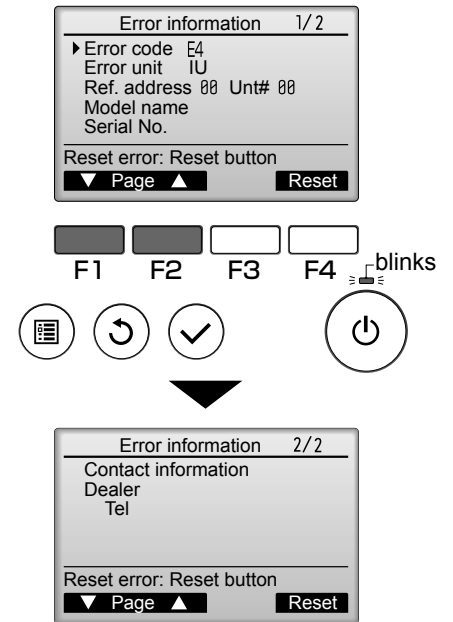 Error information 1/2
Error code E4
Error unit IU
Ref. address 00 Unt# 00
Model name
Serial No.
Reset error: Reset button
▼ Page ▲ Reset
F1 F2 F3 F4
blinks
Error information 2/2
Contact information
Dealer
Tel
Reset error: Reset button
▼ Page ▲ Reset